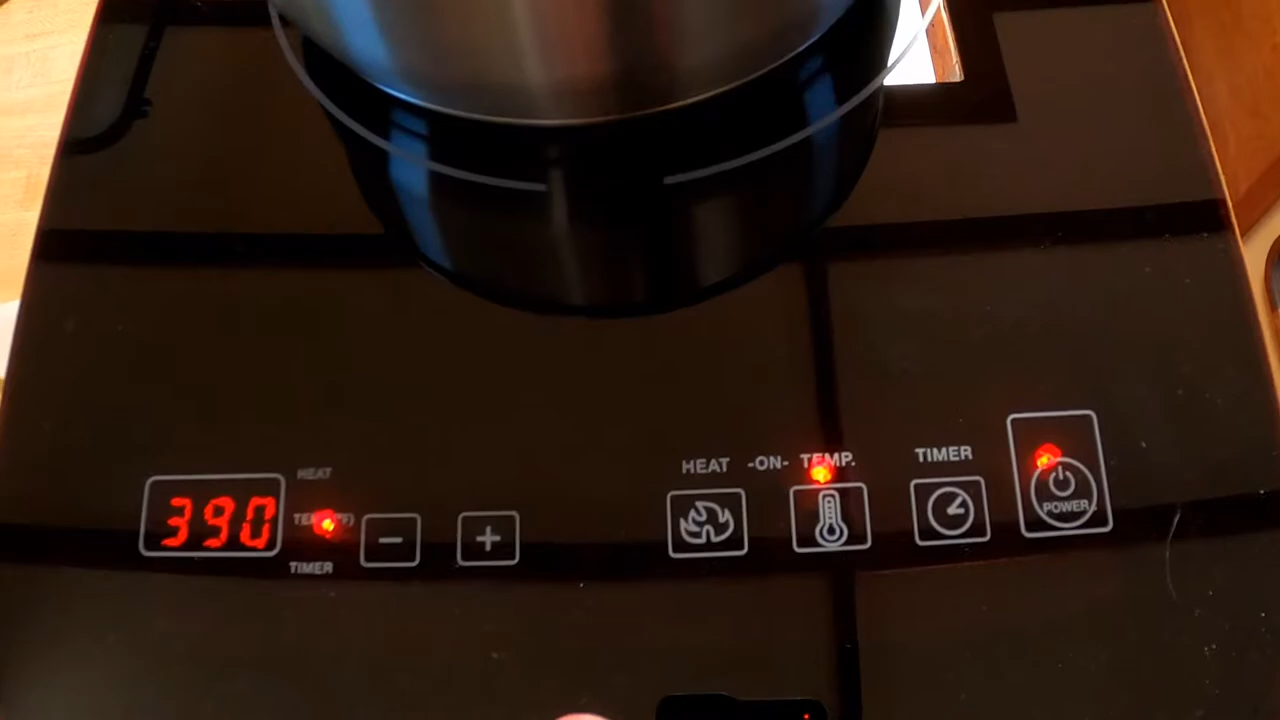 HEAT
390
TIMER
HEAT -ON- TEMP.
TIMER
POWER